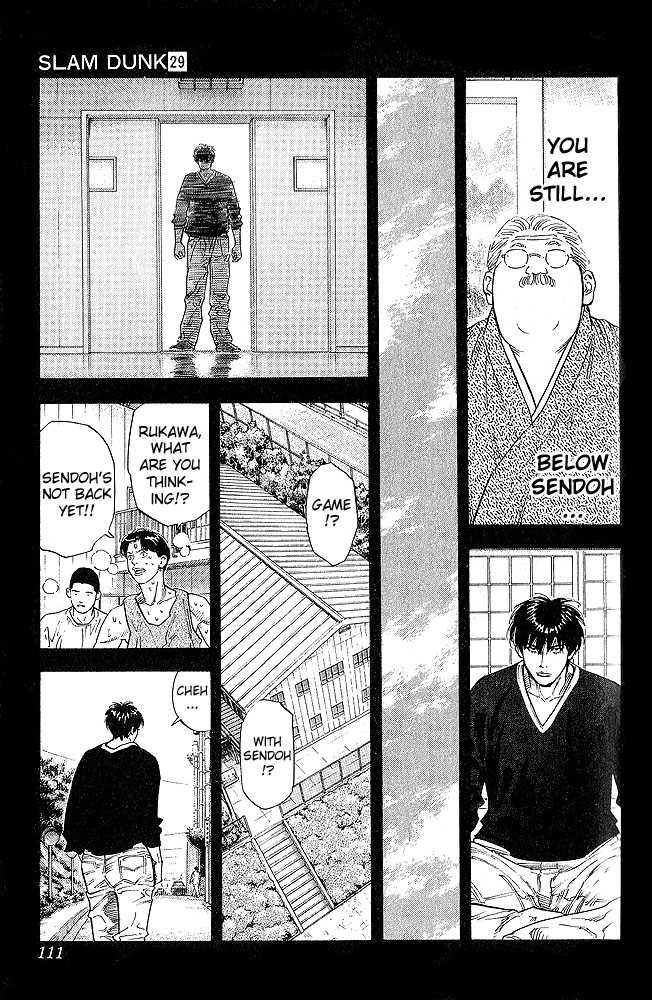 SLAM DUNK 29
YOU
ARE
STILL...
BELOW
SENDOH
...
GAME
!?
WITH
SENDOH
!?
RUKAWA,
WHAT
ARE YOU
THINK-
ING!?
SENDOH'S
NOT BACK
YET!!
CHEH
...
111